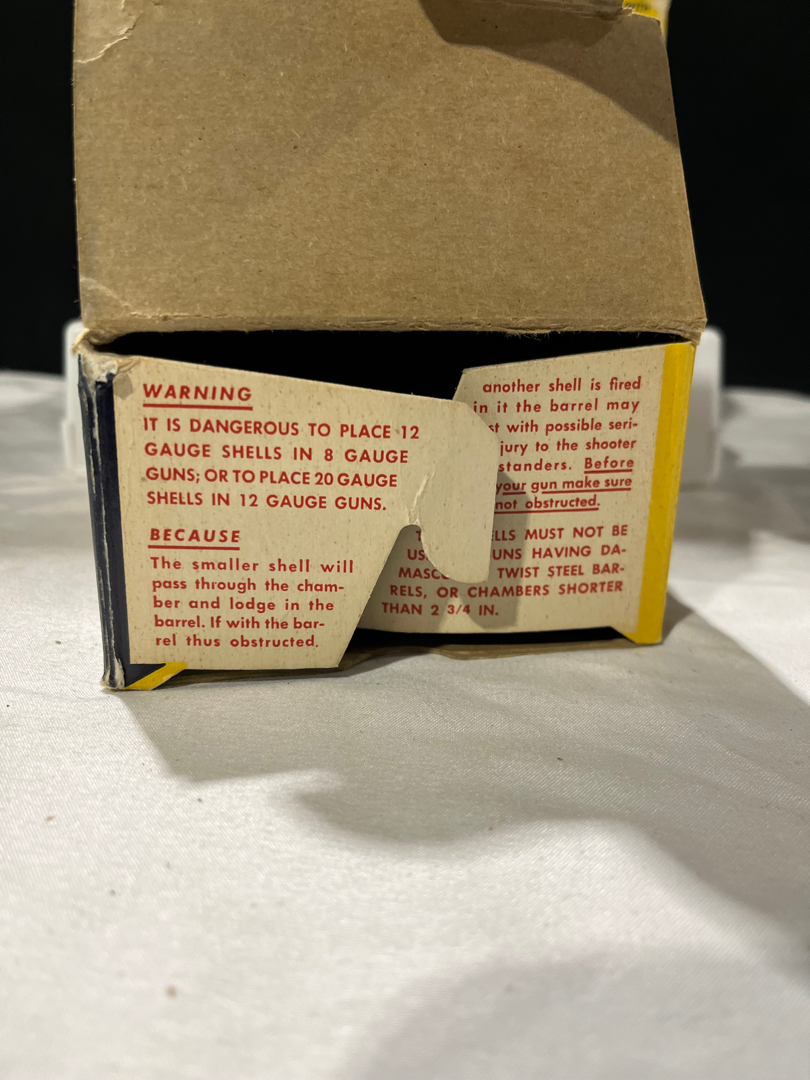 WARNING
IT IS DANGEROUS TO PLACE 12
GAUGE SHELLS IN 8 GAUGE
GUNS; OR TO PLACE 20 GAUGE
SHELLS IN 12 GAUGE GUNS.
BECAUSE
The smaller shell will
pass through the cham-
ber and lodge in the
barrel. If with the bar-
rel thus obstructed.
another shell is fired
in it the barrel may
with possible seri-
to the shooter
Before
your gun make sure
not obstructed.
MUST NOT BE
HAVING DA-
TWIST STEEL BAR-
RELS, OR CHAMBERS SHORTER
THAN 2 3/4 IN.